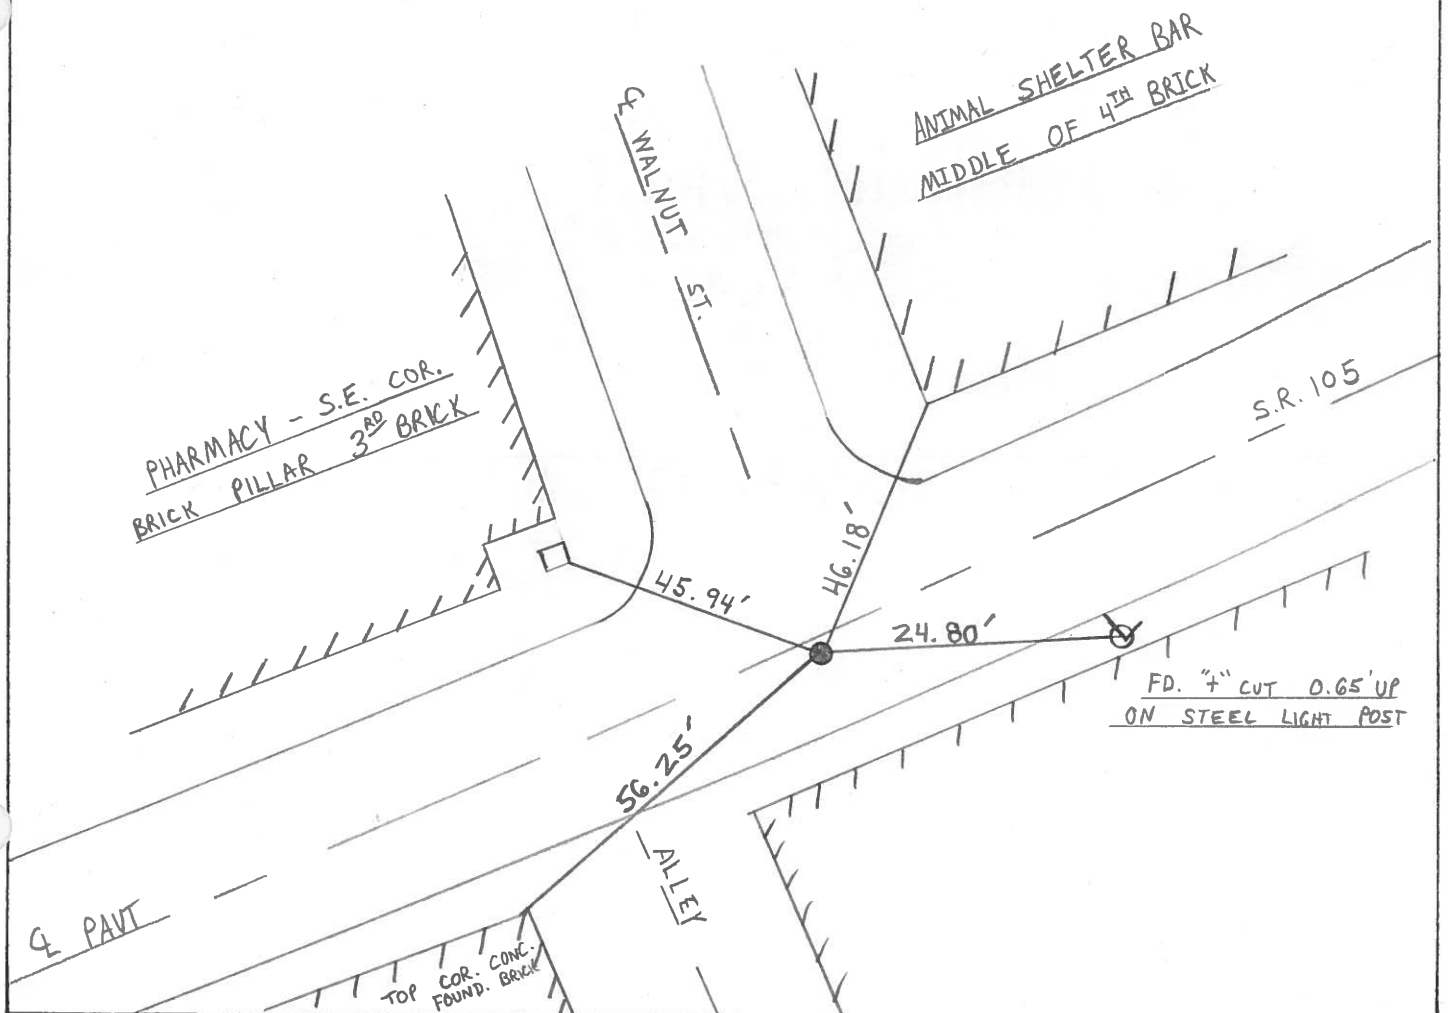 ANIMAL SHELTER BAR
MIDDLE OF 4TH BRICK
℄ WALNUT ST.
PHARMACY - S.E. COR.
BRICK PILLAR 3RD BRICK
S.R. 105
46.18'
45.94'
24.80'
FD. "+" CUT 0.65' UP
ON STEEL LIGHT POST
56.25'
ALLEY
℄ PAVT
TOP COR. CONC.
FOUND. BRICK